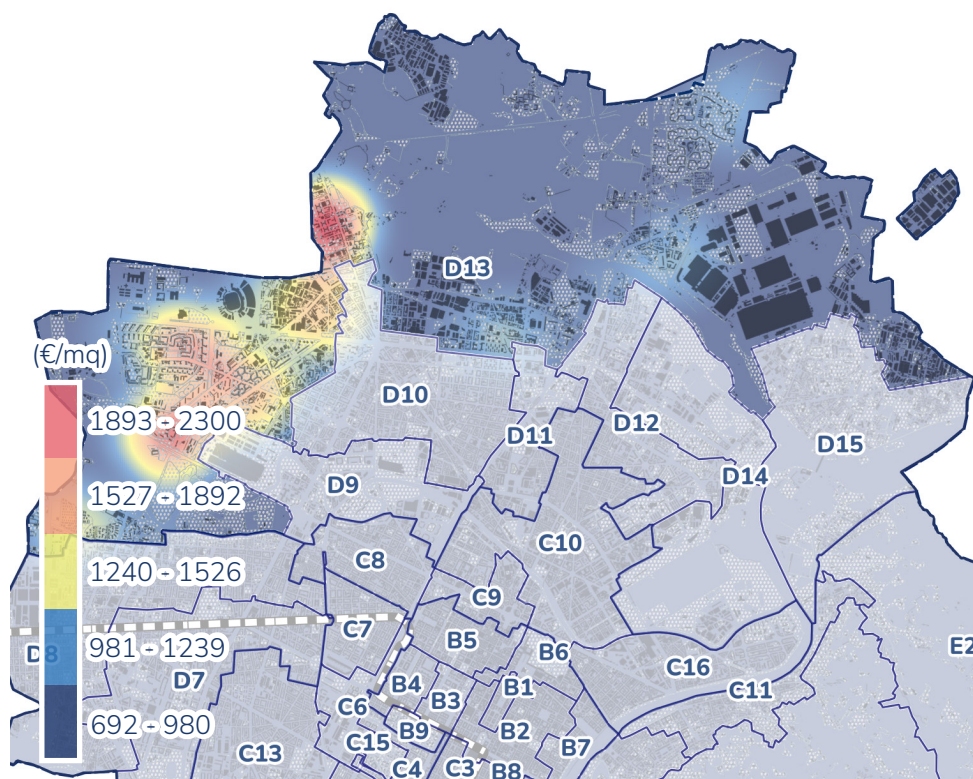 D13
(€/mq)
D10
1893 - 2300
D11
D12
D15
D14
D9
1527 - 1892
C10
C8
1240 - 1526
C9
C7
B5
B6
D8
981 - 1239
C16
E2
D7
B4
B1
C11
B3
C6
692 - 980
B9
B2
C15
B7
C13
C4
C3
B8